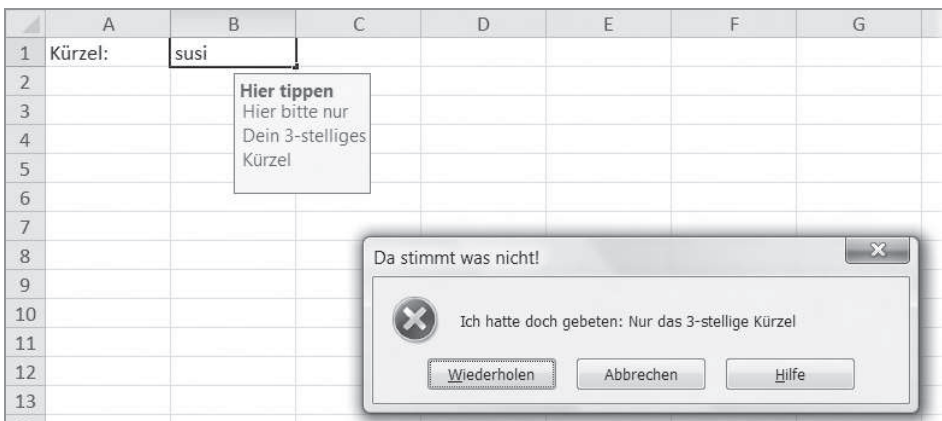 A B C D E F G
1 Kürzel: susi
2
Hier tippen
3
Hier bitte nur
4
Dein 3-stelliges
5
Kürzel
6
7
8
Da stimmt was nicht!
9
10
Ich hatte doch gebeten: Nur das 3-stellige Kürzel
11
12
Wiederholen Abbrechen Hilfe
13